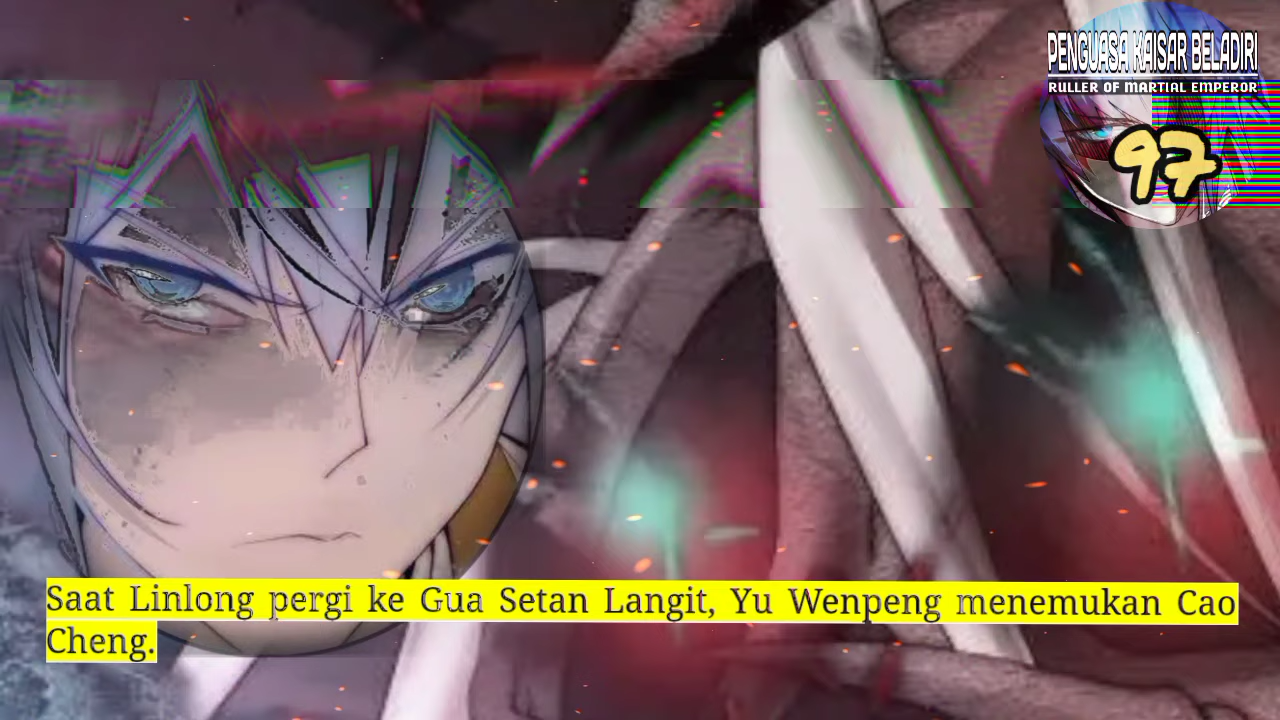 PENGUASA KAISAR BELADIRI
RULLER OF MARTIAL EMPEROR
97
Saat Linlong pergi ke Gua Setan Langit, Yu Wenpeng menemukan Cao
Cheng.